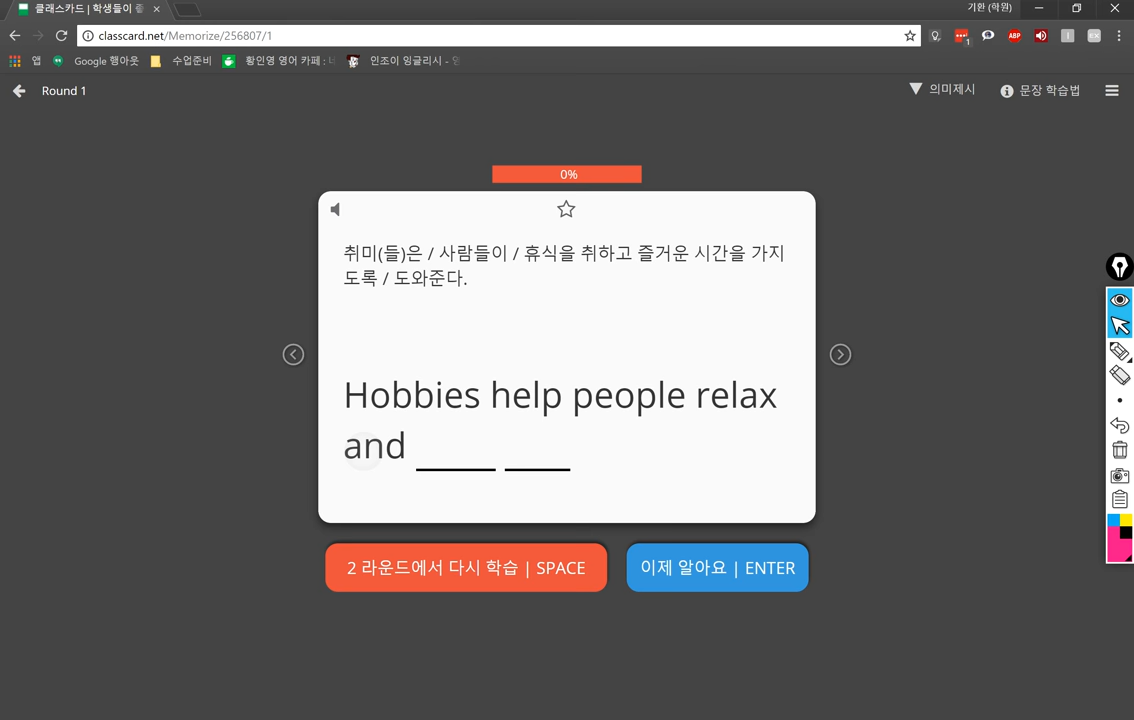 클래스카드 | 학생들이 즐
기환 (학원)
classcard.net/Memorize/256807/1
ABP
1
앱
Google 행아웃
수업준비
황인영 영어 카페 : 네
인조이 잉글리시 - 영
Round 1
의미제시
문장 학습법
0%
취미(들)은 / 사람들이 / 휴식을 취하고 즐거운 시간을 가지
도록 / 도와준다.
Hobbies help people relax
and
2 라운드에서 다시 학습 | SPACE
이제 알아요 | ENTER